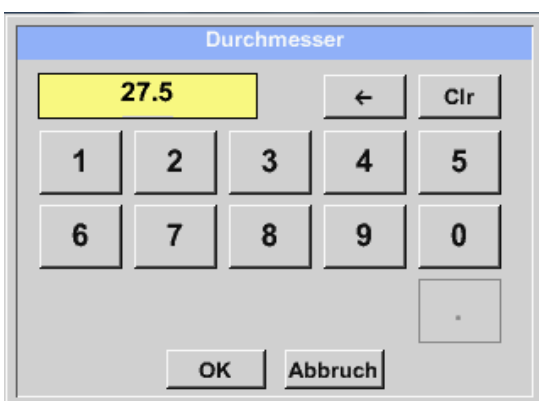 Durchmesser
27.5 ← Clr
1 2 3 4 5
6 7 8 9 0
.
OK Abbruch